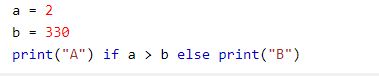 a = 2
b = 330
print("A") if a > b else print("B")